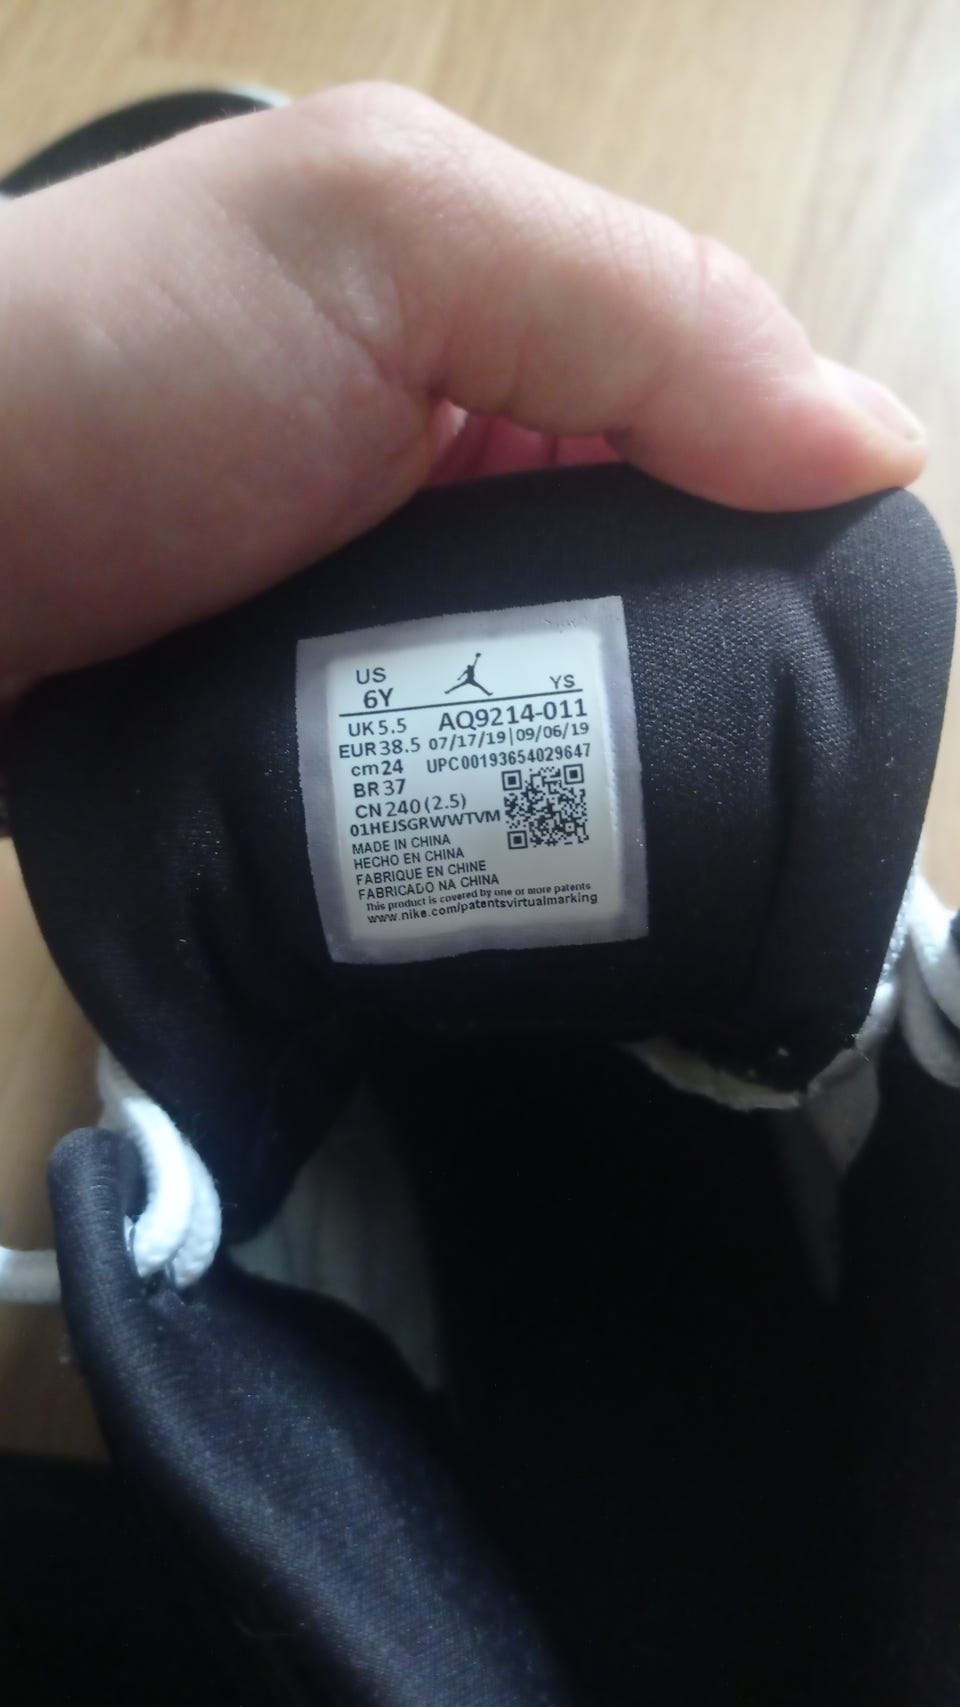 US YS
6Y
UK 5.5 AQ9214-011
EUR 38.5 07/17/19|09/06/19
cm 24 UPC00193654029647
BR 37
CN 240 (2.5)
01HEJSGRWWTVM
MADE IN CHINA
HECHO EN CHINA
FABRIQUE EN CHINE
FABRICADO NA CHINA
This product is covered by one or more patents
www.nike.com/patentsvirtualmarking